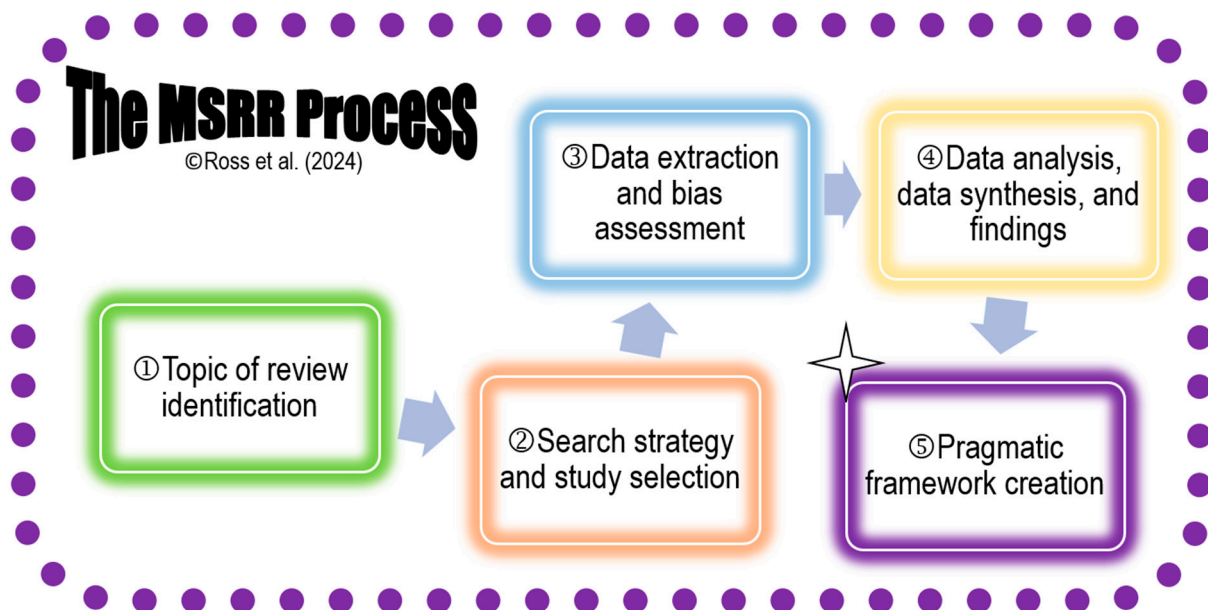 The MSRR Process
©Ross et al. (2024)
①Topic of review
identification
②Search strategy
and study selection
③Data extraction
and bias
assessment
④Data analysis,
data synthesis, and
findings
⑤Pragmatic
framework creation